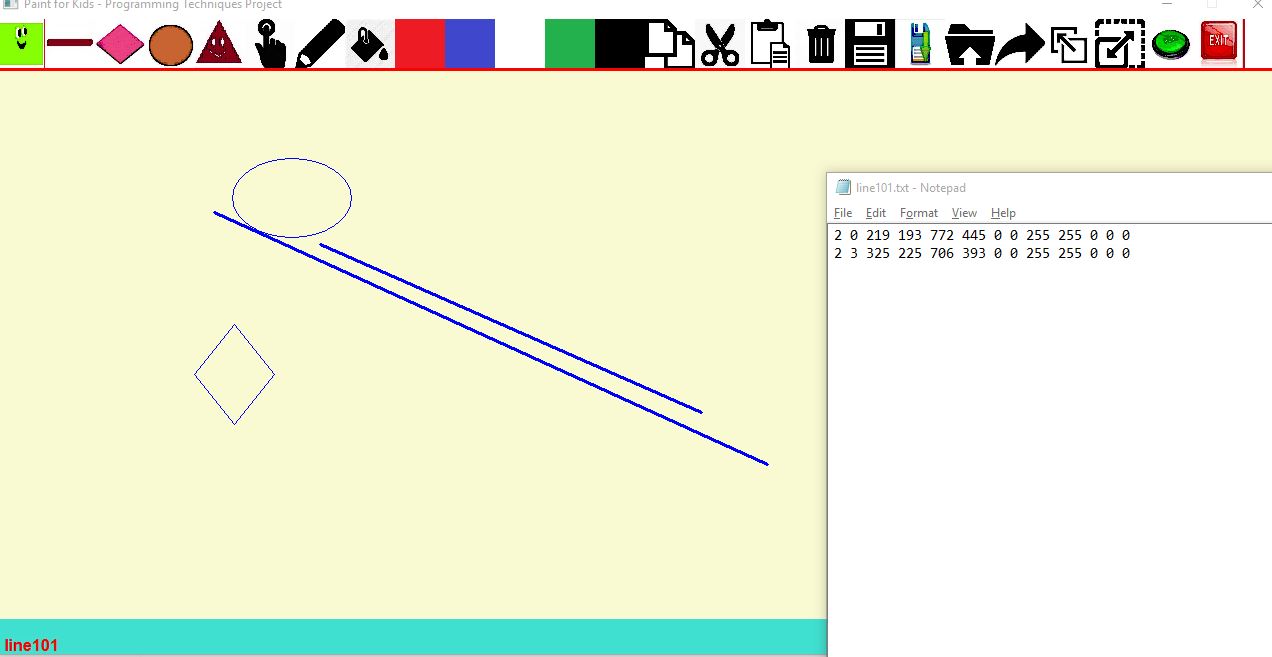 Paint for Kids - Programming Techniques Project
EXIT
line101.txt - Notepad
File Edit Format View Help
2 0 219 193 772 445 0 0 255 255 0 0 0
2 3 325 225 706 393 0 0 255 255 0 0 0
line101